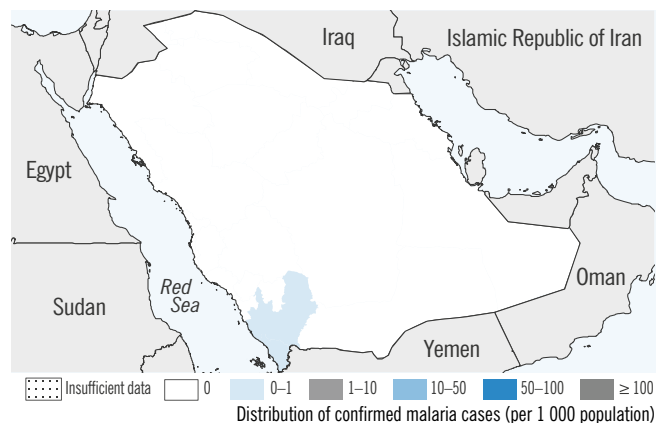 Iraq
Islamic Republic of Iran
Egypt
Red
Sea
Oman
Sudan
Yemen
Insufficient data 0 0–1 1–10 10–50 50–100 ≥ 100
Distribution of confirmed malaria cases (per 1 000 population)